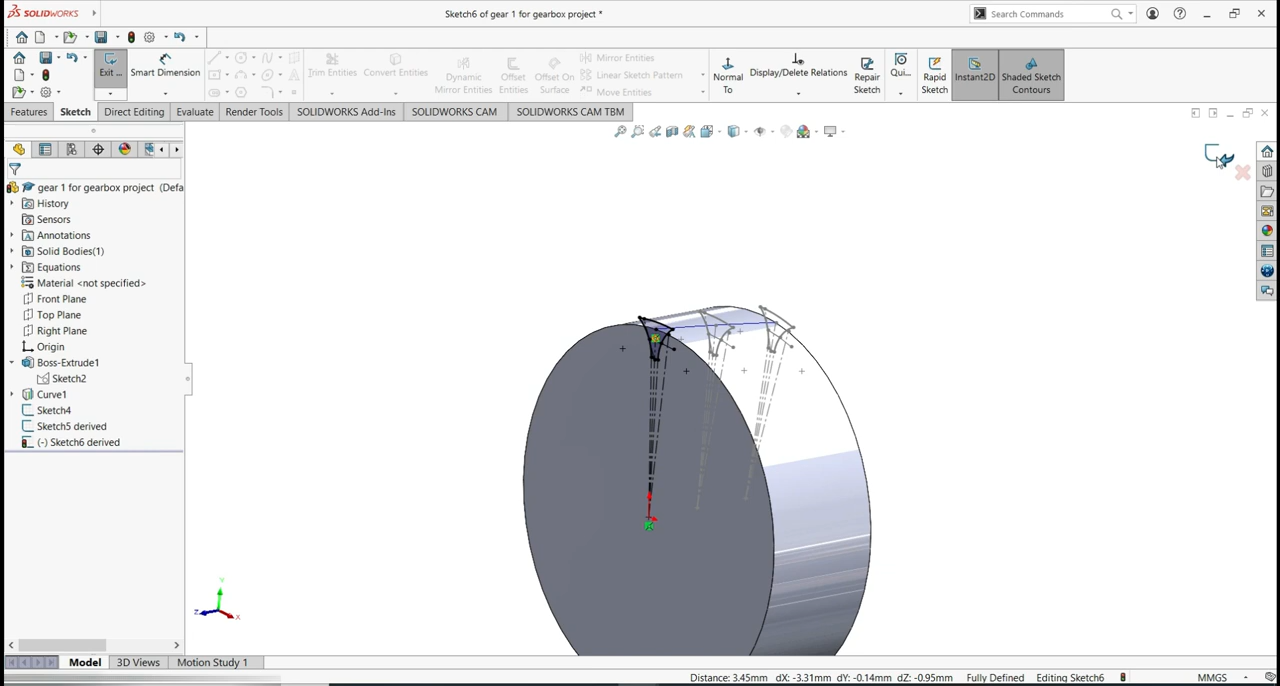 SOLIDWORKS
Sketch6 of gear 1 for gearbox project *
Search Commands
Exit ...
Smart Dimension
Trim Entities
Convert Entities
Dynamic Mirror Entities
Offset Entities
Offset On Surface
Mirror Entities
Linear Sketch Pattern
Move Entities
Normal To
Display/Delete Relations
Repair Sketch
Qui...
Rapid Sketch
Instant2D
Shaded Sketch Contours
Features
Sketch
Direct Editing
Evaluate
Render Tools
SOLIDWORKS Add-Ins
SOLIDWORKS CAM
SOLIDWORKS CAM TBM
gear 1 for gearbox project (Defa
History
Sensors
Annotations
Solid Bodies(1)
Equations
Material <not specified>
Front Plane
Top Plane
Right Plane
Origin
Boss-Extrude1
Sketch2
Curve1
Sketch4
Sketch5 derived
(-) Sketch6 derived
Y
Z
X
Model
3D Views
Motion Study 1
Distance: 3.45mm dX: -3.31mm dY: -0.14mm dZ: -0.95mm Fully Defined Editing Sketch6 MMGS